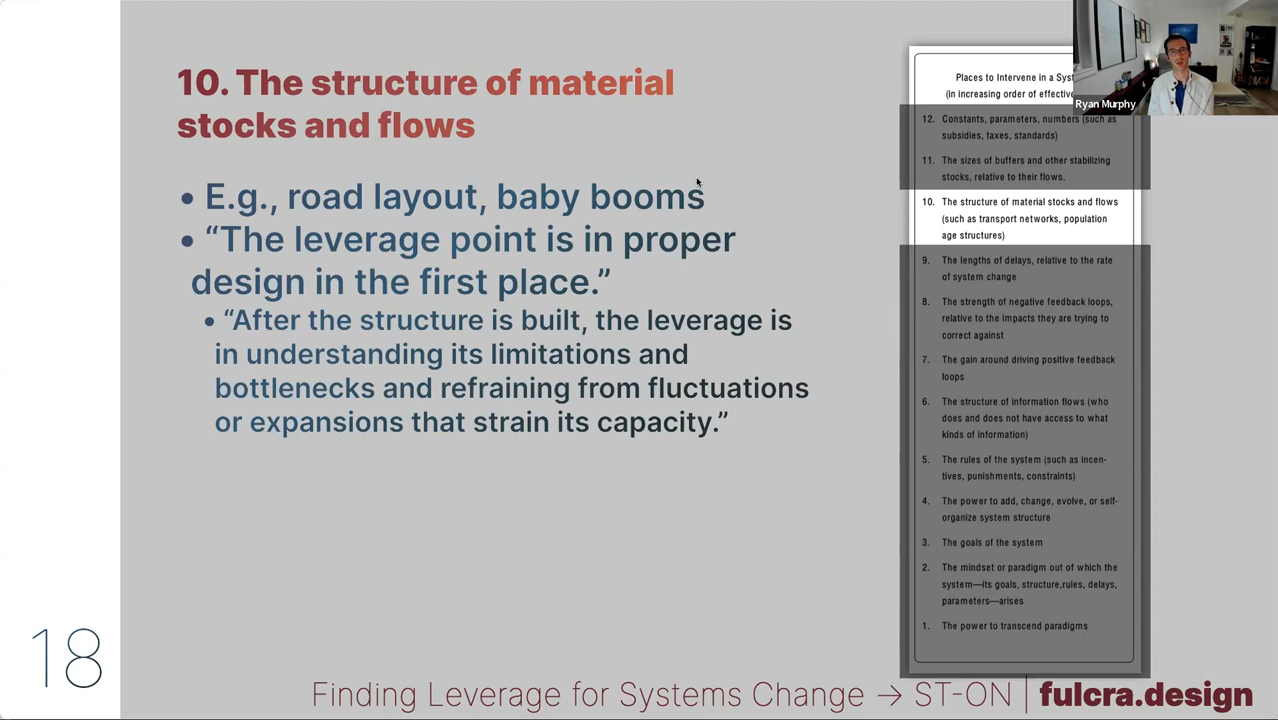 10. The structure of material
stocks and flows
• E.g., road layout, baby booms
• “The leverage point is in proper
design in the first place.”
• “After the structure is built, the leverage is
in understanding its limitations and
bottlenecks and refraining from fluctuations
or expansions that strain its capacity.”
Places to Intervene in a Syst
(in increasing order of effective
12. Constants, parameters, numbers (such as
subsidies, taxes, standards)
11. The sizes of buffers and other stabilizing
stocks, relative to their flows.
10. The structure of material stocks and flows
(such as transport networks, population
age structures)
9. The lengths of delays, relative to the rate
of system change
8. The strength of negative feedback loops,
relative to the impacts they are trying to
correct against
7. The gain around driving positive feedback
loops
6. The structure of information flows (who
does and does not have access to what
kinds of information)
5. The rules of the system (such as incen-
tives, punishments, constraints)
4. The power to add, change, evolve, or self-
organize system structure
3. The goals of the system
2. The mindset or paradigm out of which the
system—its goals, structure,rules, delays,
parameters—arises
1. The power to transcend paradigms
Ryan Murphy
18
Finding Leverage for Systems Change → ST-ON | fulcra.design